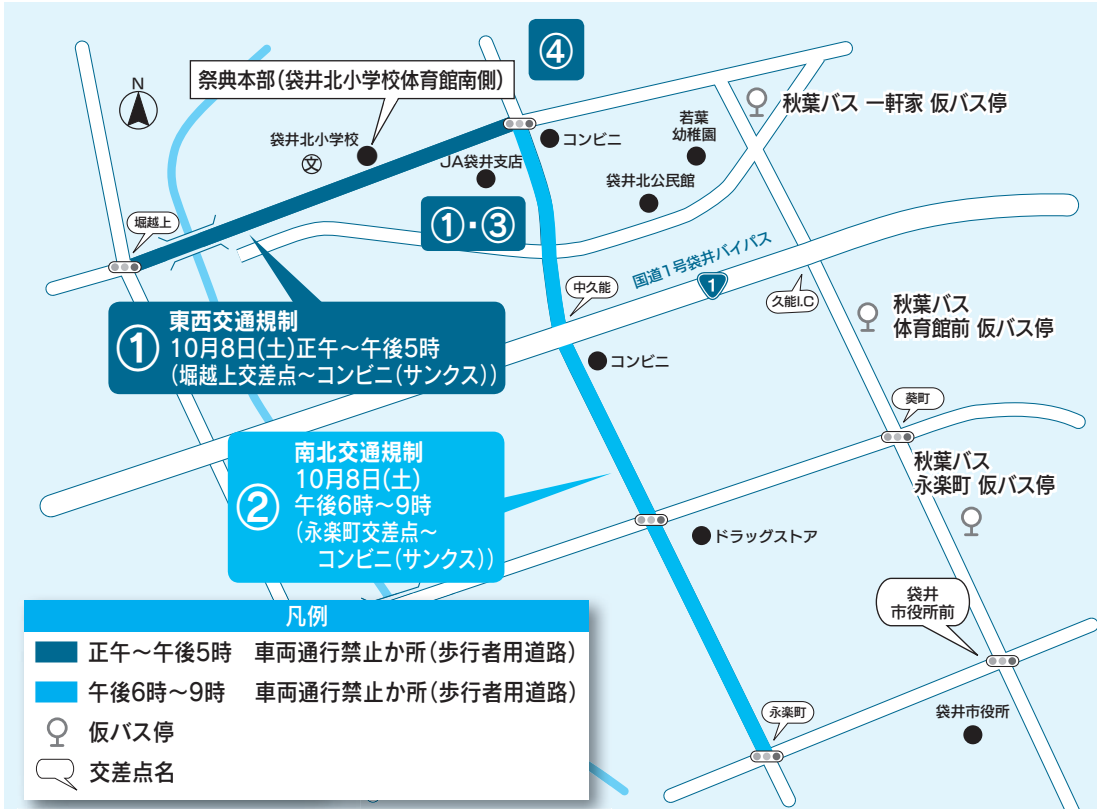 ④
N
祭典本部(袋井北小学校体育館南側)
秋葉バス 一軒家 仮バス停
袋井北小学校
文
コンビニ
若葉
幼稚園
JA袋井支店
袋井北公民館
①・③
堀越上
国道1号袋井バイパス
1
中久能
久能I.C
①
東西交通規制
10月8日(土)正午～午後5時
(堀越上交差点～コンビニ(サンクス))
秋葉バス
体育館前 仮バス停
コンビニ
葵町
②
南北交通規制
10月8日(土)
午後6時～9時
(永楽町交差点～
コンビニ(サンクス))
秋葉バス
永楽町 仮バス停
ドラッグストア
袋井
市役所前
永楽町
袋井市役所
凡例
正午～午後5時 車両通行禁止か所(歩行者用道路)
午後6時～9時 車両通行禁止か所(歩行者用道路)
仮バス停
交差点名